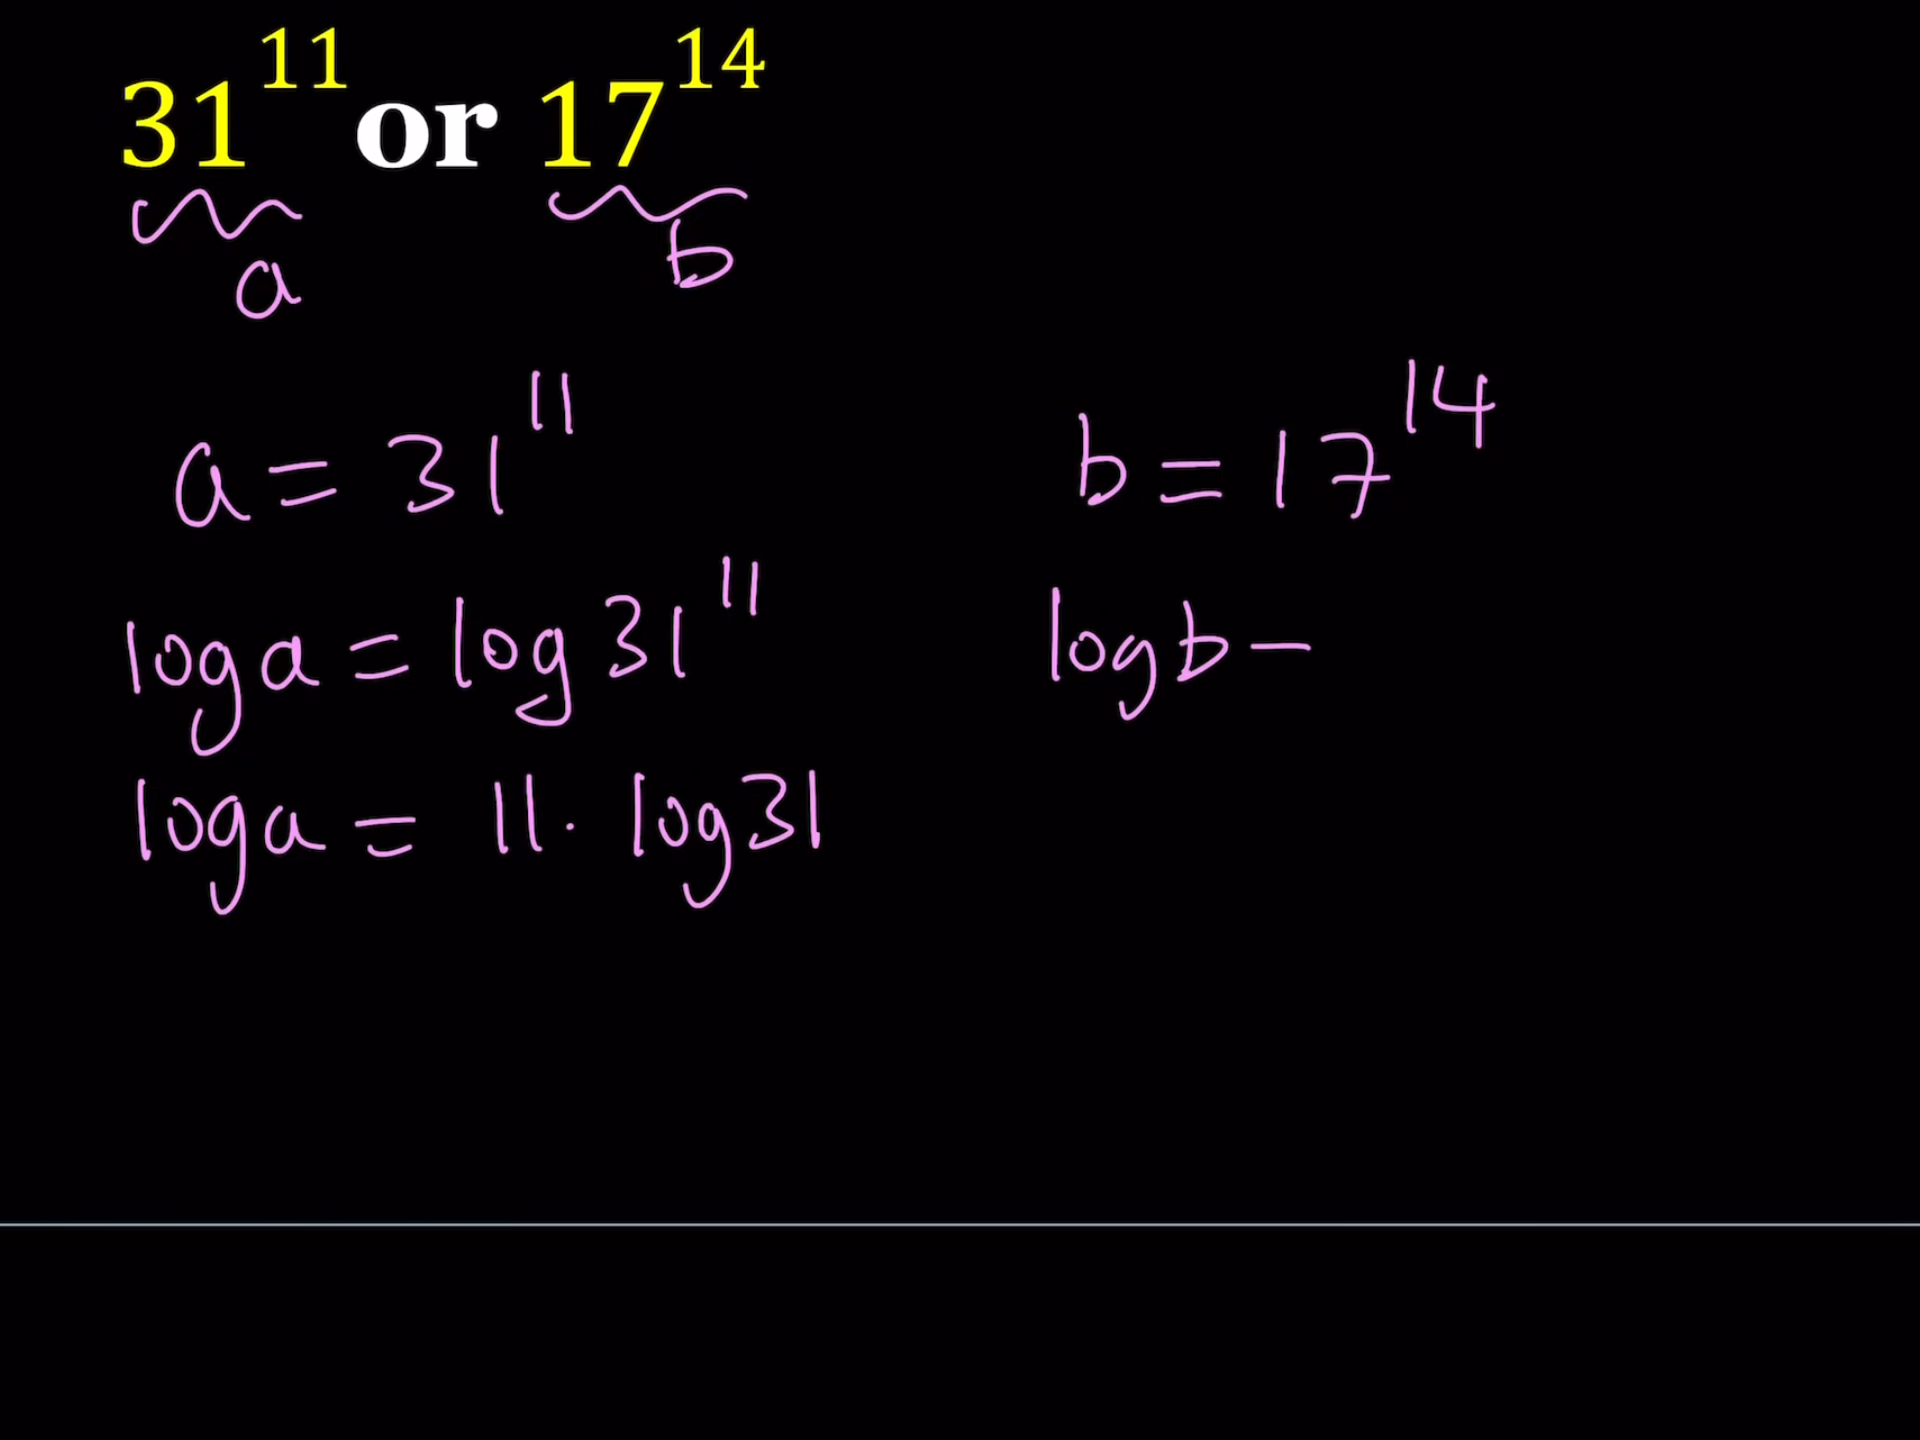 31^11 or 17^14
a b
a = 31^11 b = 17^14
log a = log 31^11 log b –
log a = 11 · log 31